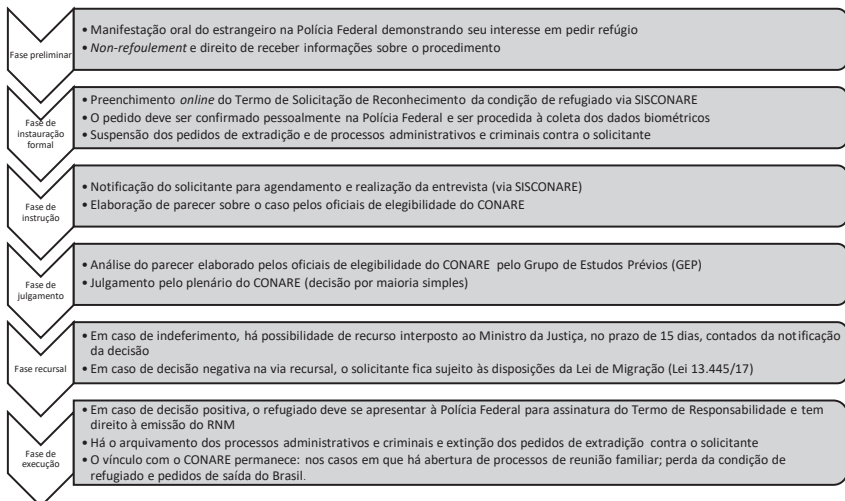 Fase preliminar
• Manifestação oral do estrangeiro na Polícia Federal demonstrando seu interesse em pedir refúgio
• Non-refoulement e direito de receber informações sobre o procedimento
Fase de
instauração
formal
• Preenchimento online do Termo de Solicitação de Reconhecimento da condição de refugiado via SISCONARE
• O pedido deve ser confirmado pessoalmente na Polícia Federal e ser procedida à coleta dos dados biométricos
• Suspensão dos pedidos de extradição e de processos administrativos e criminais contra o solicitante
Fase de
instrução
• Notificação do solicitante para agendamento e realização da entrevista (via SISCONARE)
• Elaboração de parecer sobre o caso pelos oficiais de elegibilidade do CONARE
Fase de
julgamento
• Análise do parecer elaborado pelos oficiais de elegibilidade do CONARE pelo Grupo de Estudos Prévios (GEP)
• Julgamento pelo plenário do CONARE (decisão por maioria simples)
Fase recursal
• Em caso de indeferimento, há possibilidade de recurso interposto ao Ministro da Justiça, no prazo de 15 dias, contados da notificação
da decisão
• Em caso de decisão negativa na via recursal, o solicitante fica sujeito às disposições da Lei de Migração (Lei 13.445/17)
Fase de
execução
• Em caso de decisão positiva, o refugiado deve se apresentar à Polícia Federal para assinatura do Termo de Responsabilidade e tem
direito à emissão do RNM
• Há o arquivamento dos processos administrativos e criminais e extinção dos pedidos de extradição contra o solicitante
• O vínculo com o CONARE permanece: nos casos em que há abertura de processos de reunião familiar; perda da condição de
refugiado e pedidos de saída do Brasil.